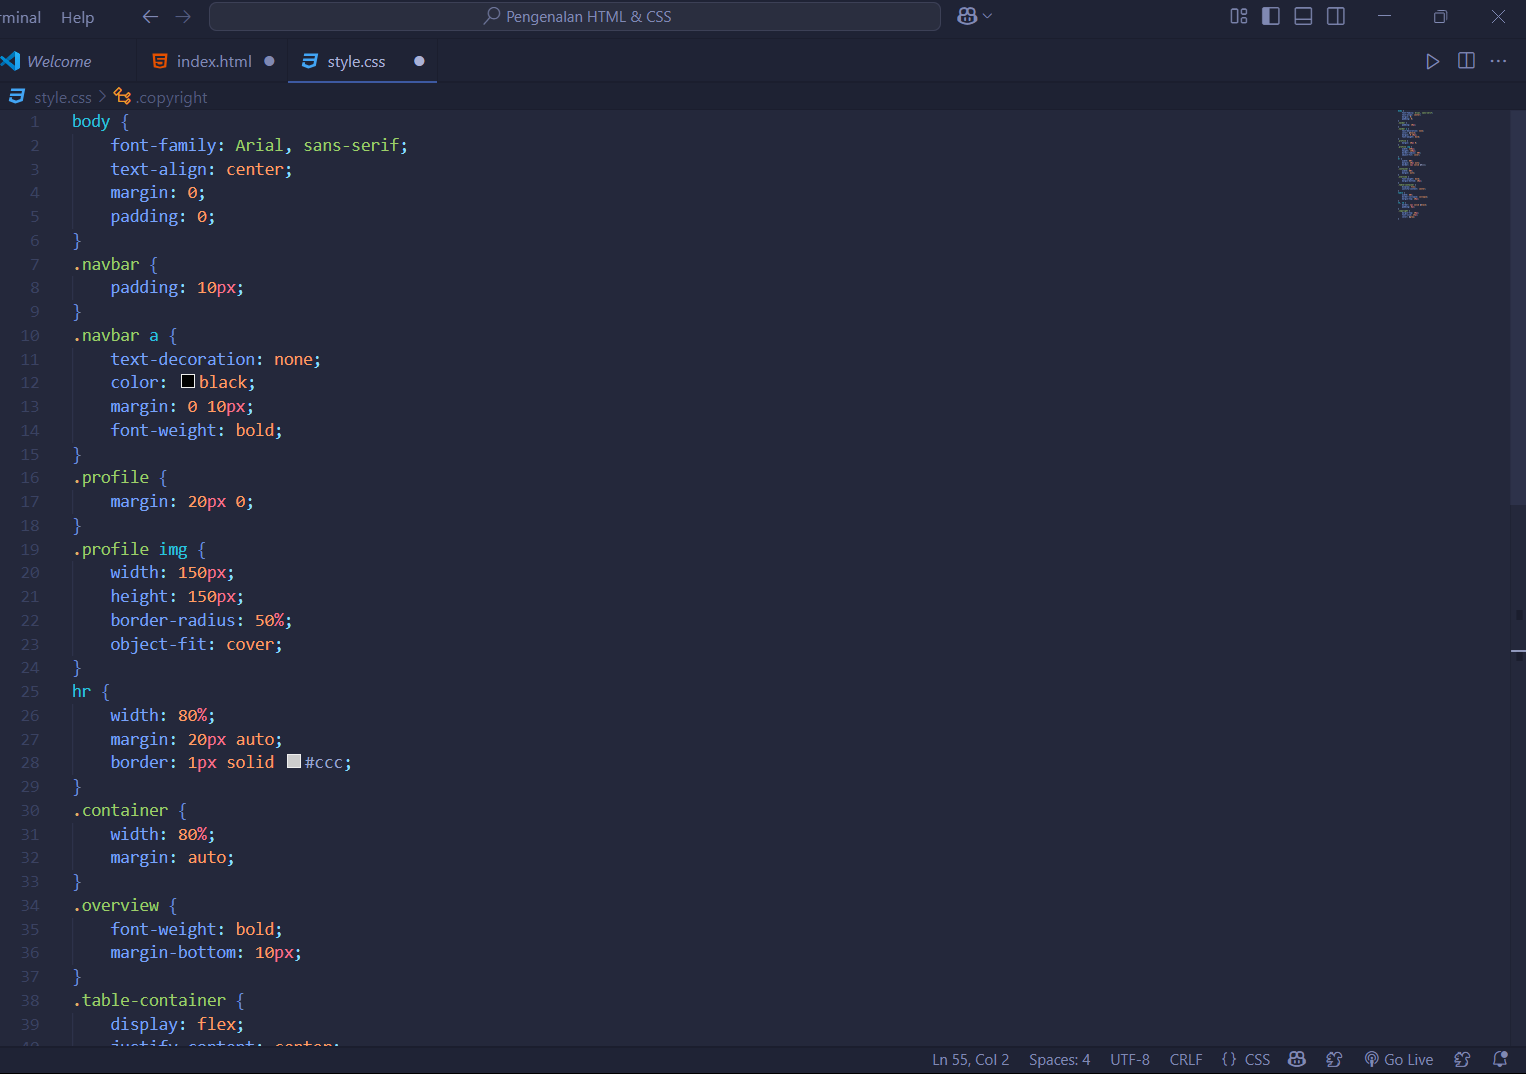 minal Help Pengenalan HTML & CSS
Welcome index.html style.css
style.css > .copyright
1 body {
2 font-family: Arial, sans-serif;
3 text-align: center;
4 margin: 0;
5 padding: 0;
6 }
7 .navbar {
8 padding: 10px;
9 }
10 .navbar a {
11 text-decoration: none;
12 color: black;
13 margin: 0 10px;
14 font-weight: bold;
15 }
16 .profile {
17 margin: 20px 0;
18 }
19 .profile img {
20 width: 150px;
21 height: 150px;
22 border-radius: 50%;
23 object-fit: cover;
24 }
25 hr {
26 width: 80%;
27 margin: 20px auto;
28 border: 1px solid #ccc;
29 }
30 .container {
31 width: 80%;
32 margin: auto;
33 }
34 .overview {
35 font-weight: bold;
36 margin-bottom: 10px;
37 }
38 .table-container {
39 display: flex;
40 justify-content: center;
Ln 55, Col 2 Spaces: 4 UTF-8 CRLF {} CSS Go Live